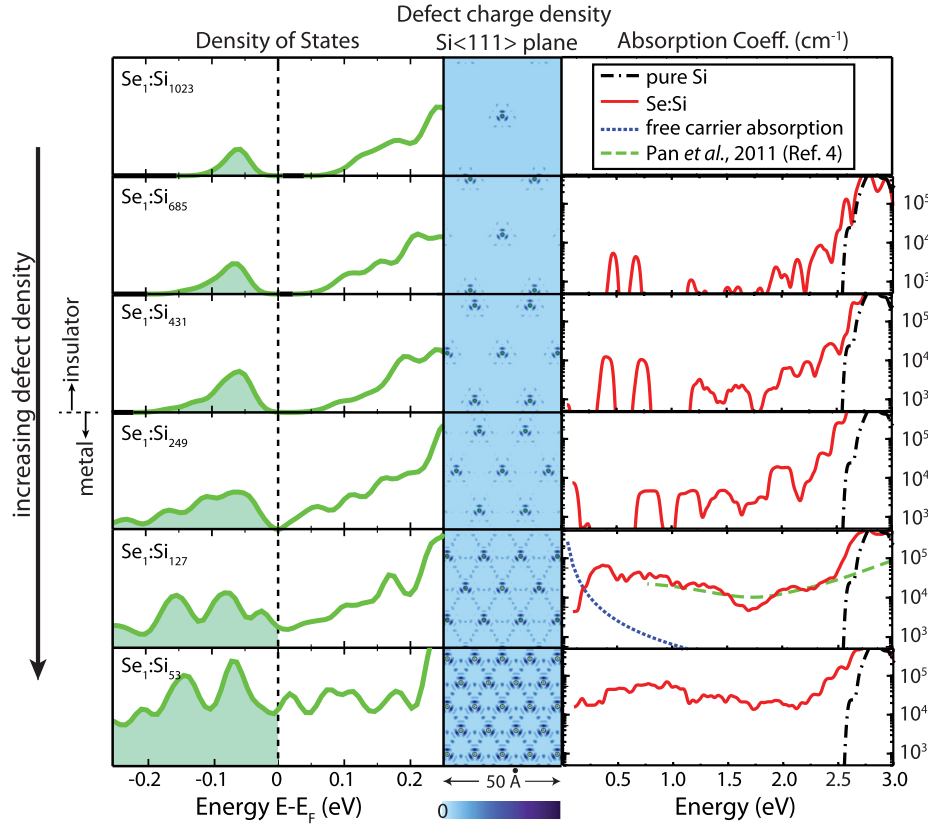 Defect charge density
Density of States
Si<111> plane
Absorption Coeff. (cm⁻¹)
increasing defect density
insulator
metal
Se₁:Si₁₀₂₃
Se₁:Si₆₈₅
Se₁:Si₄₃₁
Se₁:Si₂₄₉
Se₁:Si₁₂₇
Se₁:Si₅₃
pure Si
Se:Si
free carrier absorption
Pan et al., 2011 (Ref. 4)
10⁵
10⁴
10³
10⁵
10⁴
10³
10⁵
10⁴
10³
10⁵
10⁴
10³
10⁵
10⁴
10³
-0.2 -0.1 0 0.1 0.2
50 Å
0.5 1.0 1.5 2.0 2.5 3.0
Energy E-E_F (eV)
0
Energy (eV)